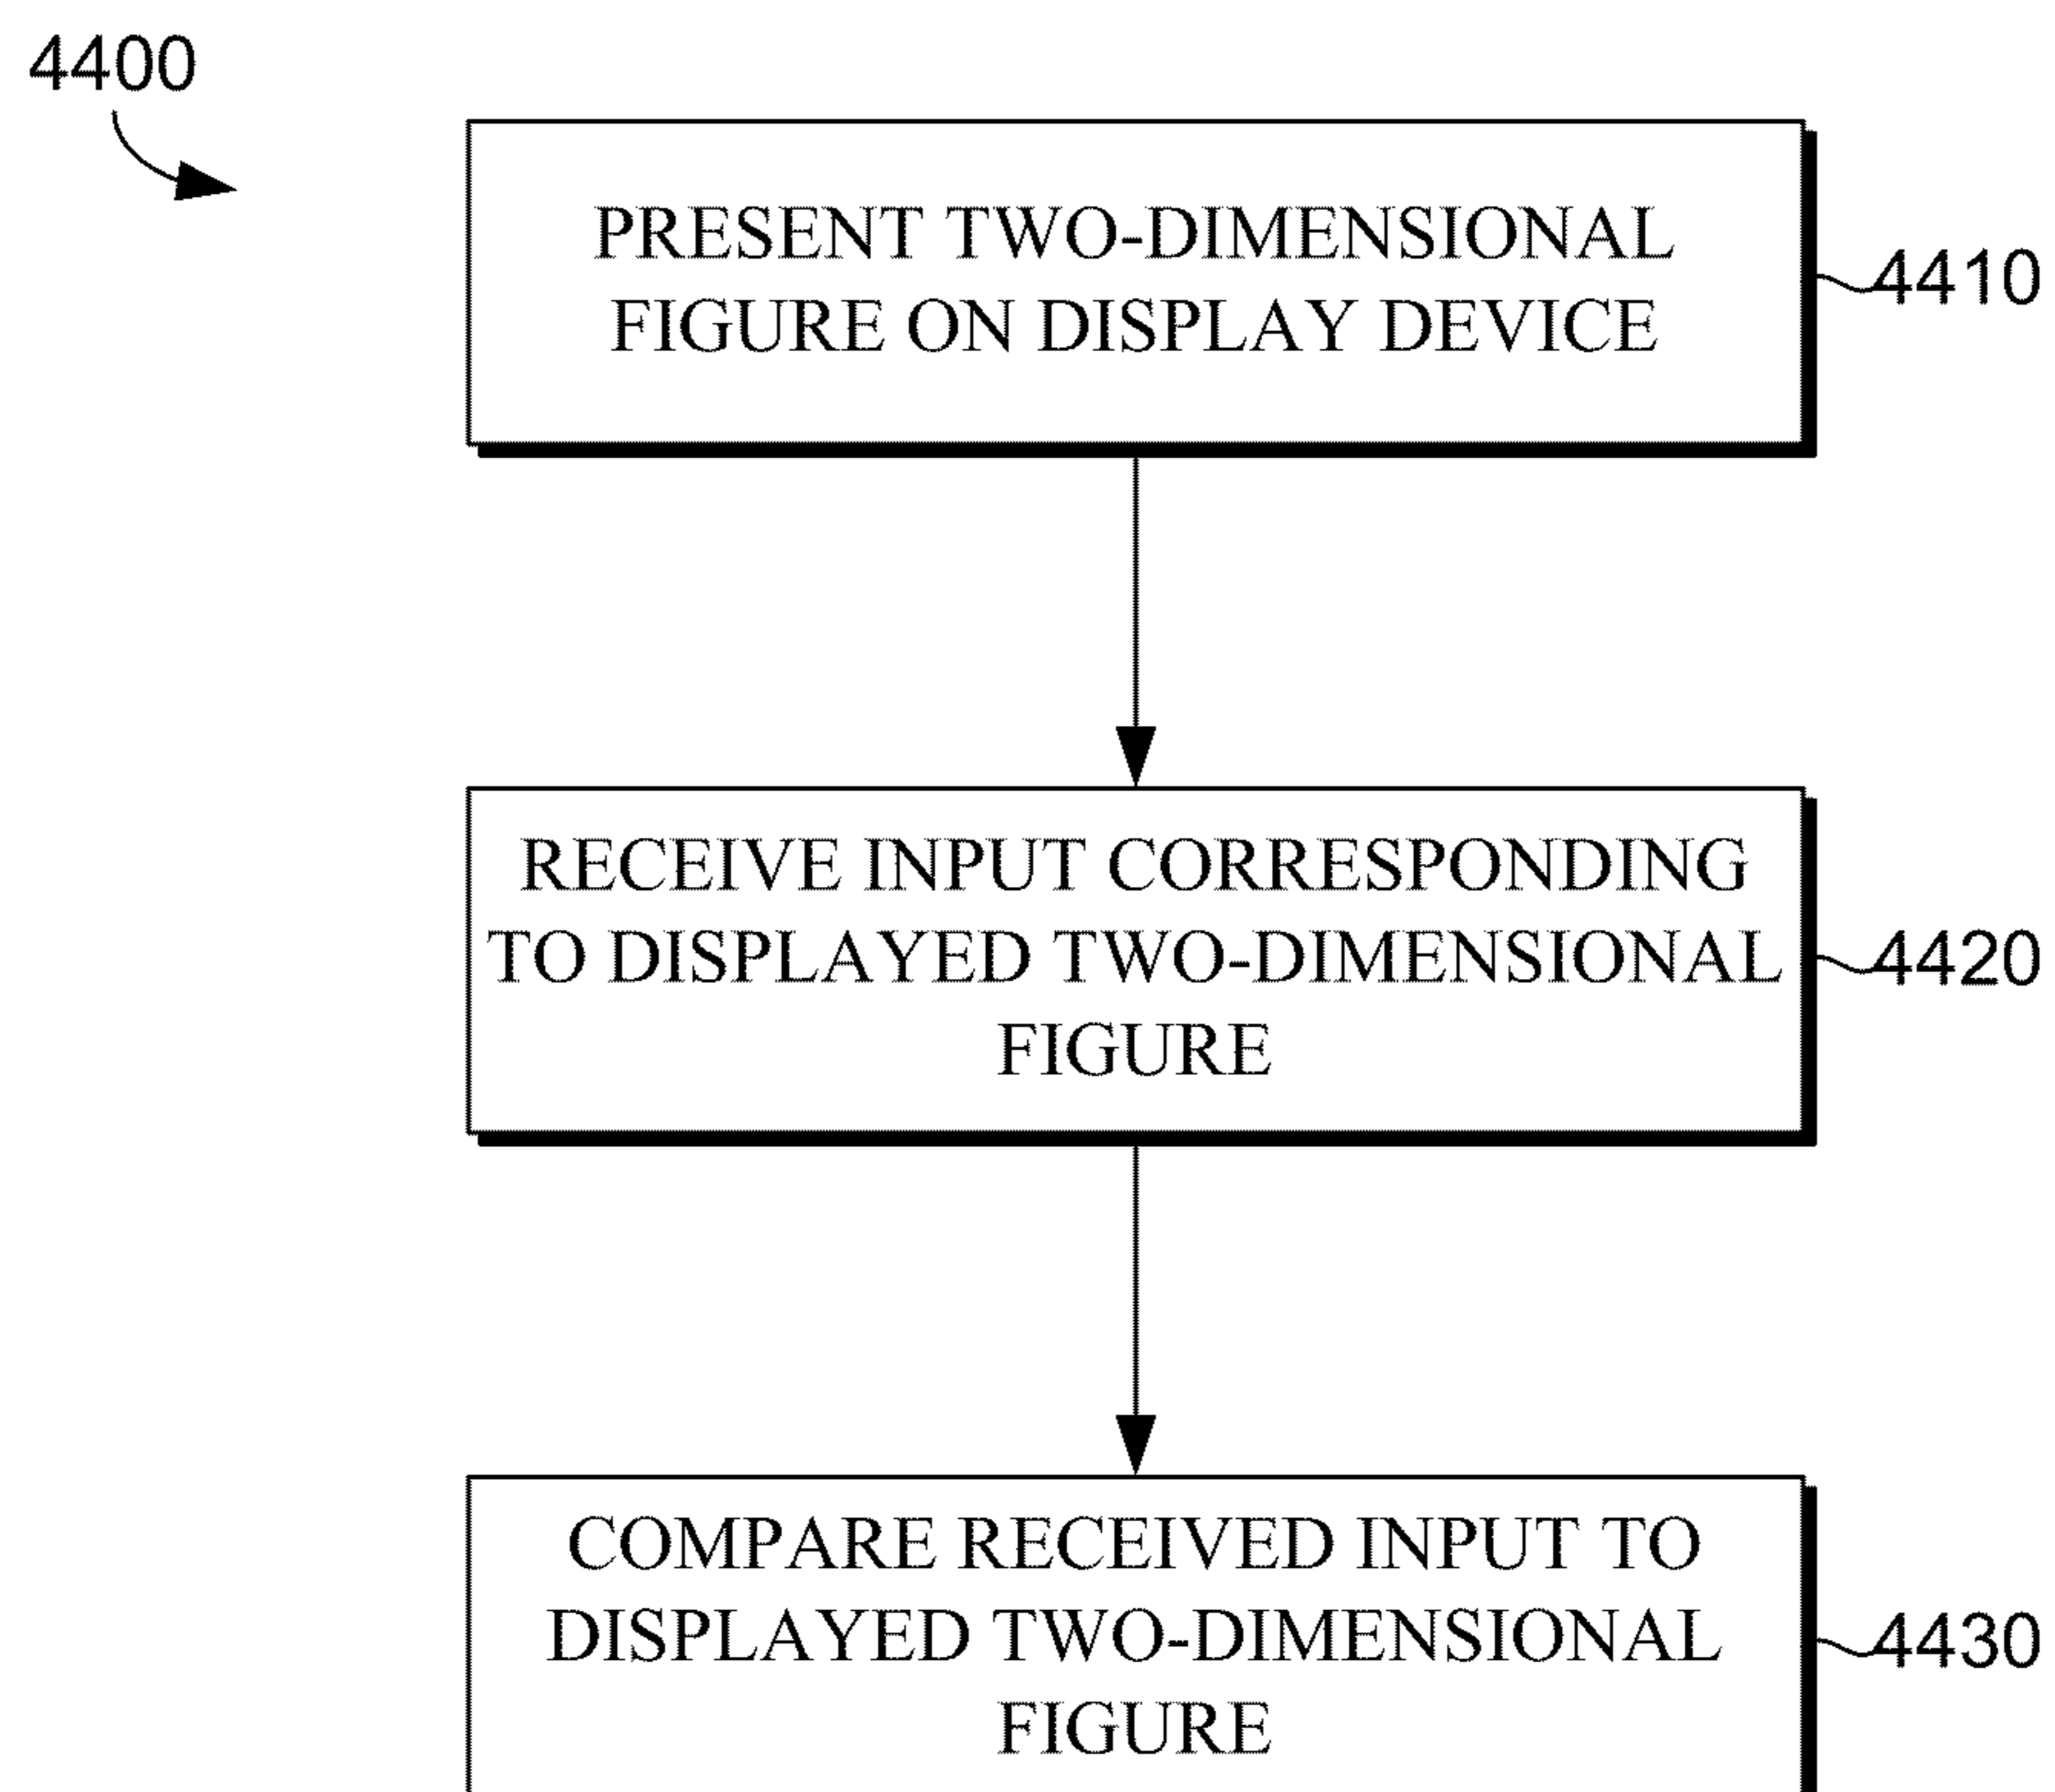 4400
PRESENT TWO-DIMENSIONAL
FIGURE ON DISPLAY DEVICE
4410
RECEIVE INPUT CORRESPONDING
TO DISPLAYED TWO-DIMENSIONAL
FIGURE
4420
COMPARE RECEIVED INPUT TO
DISPLAYED TWO-DIMENSIONAL
FIGURE
4430